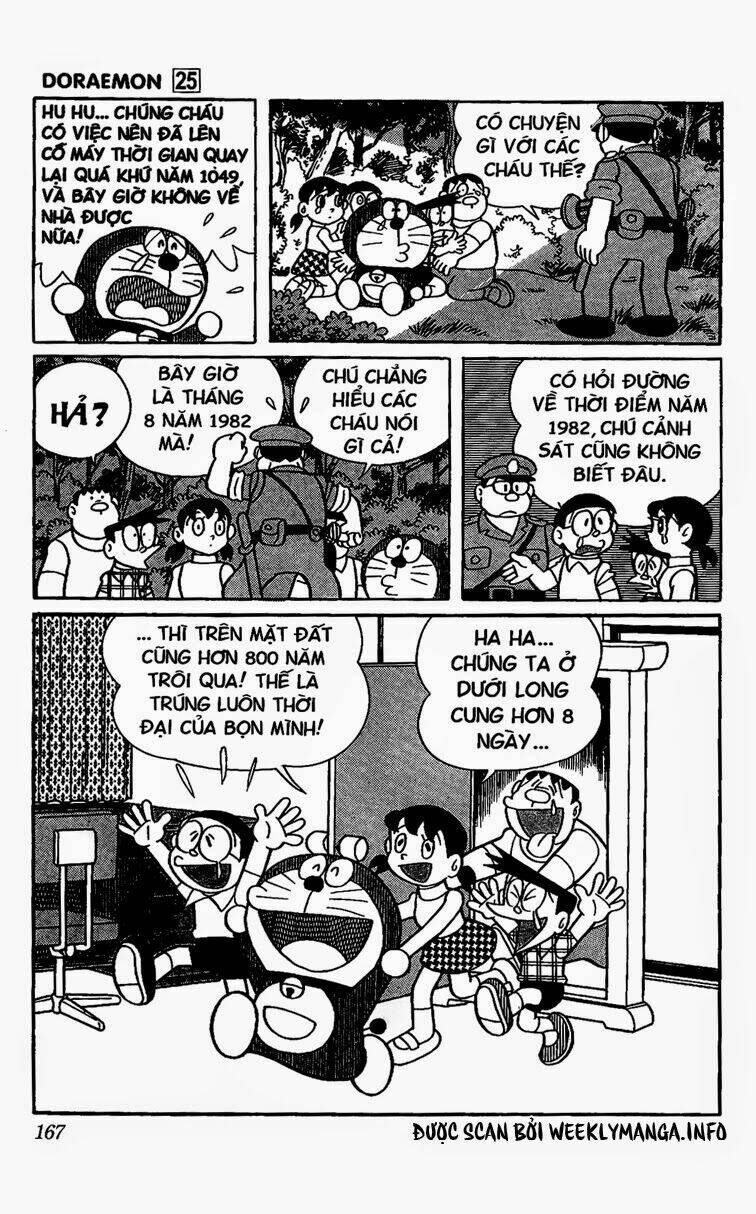 DORAEMON 25
HU HU... CHÚNG CHÁU
CÓ VIỆC NÊN ĐÃ LÊN
CỖ MÁY THỜI GIAN QUAY
LẠI QUÁ KHỨ NĂM 1049,
VÀ BÂY GIỜ KHÔNG VỀ
NHÀ ĐƯỢC
NỮA!
CÓ CHUYỆN
GÌ VỚI CÁC
CHÁU THẾ?
HẢ?
BÂY GIỜ
LÀ THÁNG
8 NĂM 1982
MÀ!
CHÚ CHẲNG
HIỂU CÁC
CHÁU NÓI
GÌ CẢ!
CÓ HỎI ĐƯỜNG
VỀ THỜI ĐIỂM NĂM
1982, CHÚ CẢNH
SÁT CŨNG KHÔNG
BIẾT ĐÂU.
... THÌ TRÊN MẶT ĐẤT
CŨNG HƠN 800 NĂM
TRÔI QUA! THẾ LÀ
TRÚNG LUÔN THỜI
ĐẠI CỦA BỌN MÌNH!
HA HA...
CHÚNG TA Ở
DƯỚI LONG
CUNG HƠN 8
NGÀY...
167
ĐƯỢC SCAN BỞI WEEKLYMANGA.INFO